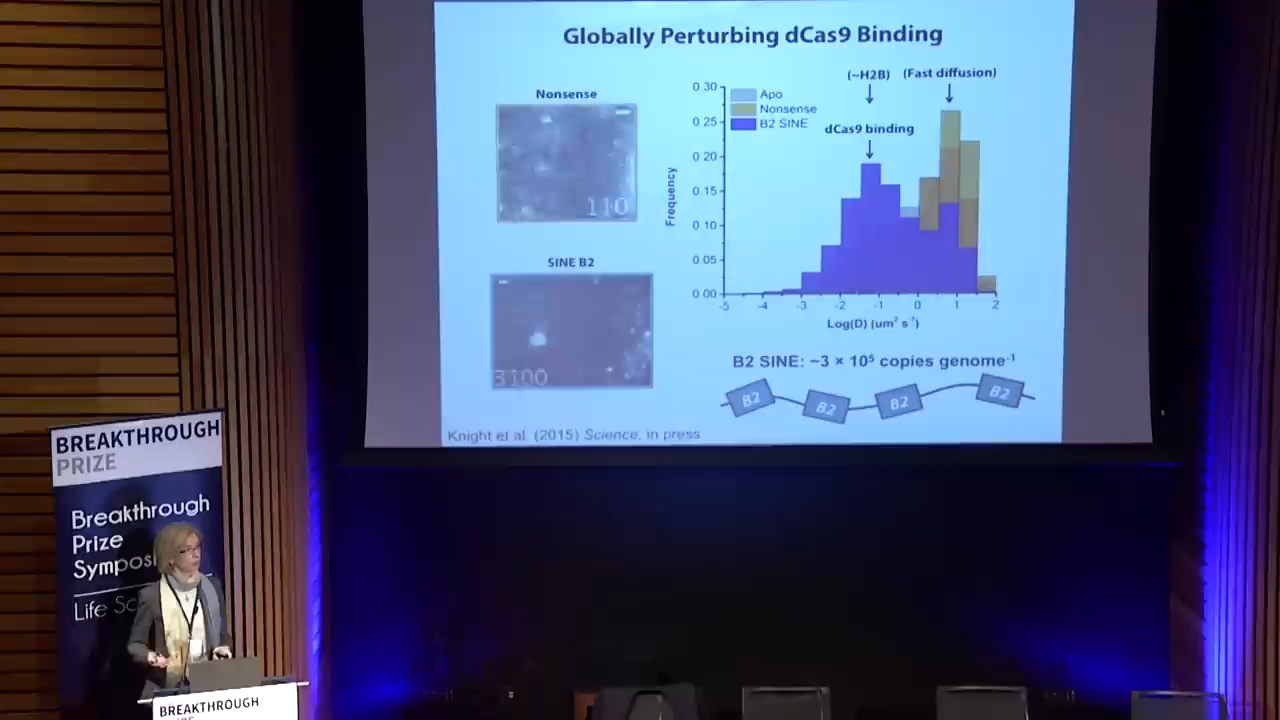 Globally Perturbing dCas9 Binding
Nonsense
110
SINE B2
3100
(~H2B)
(Fast diffusion)
dCas9 binding
Apo
Nonsense
B2 SINE
Frequency
0 30
0 25
0 20
0 15
0 10
0 05
0 00
-5 -4 -3 -2 -1 0 1 2
Log(D) (um² s⁻¹)
B2 SINE: ~3 × 10⁵ copies genome⁻¹
B2 B2 B2 B2
Knight et al. (2015) Science, in press
BREAKTHROUGH
PRIZE
Breakthrough
Prize
Symposi
Life Sc
BREAKTHROUGH